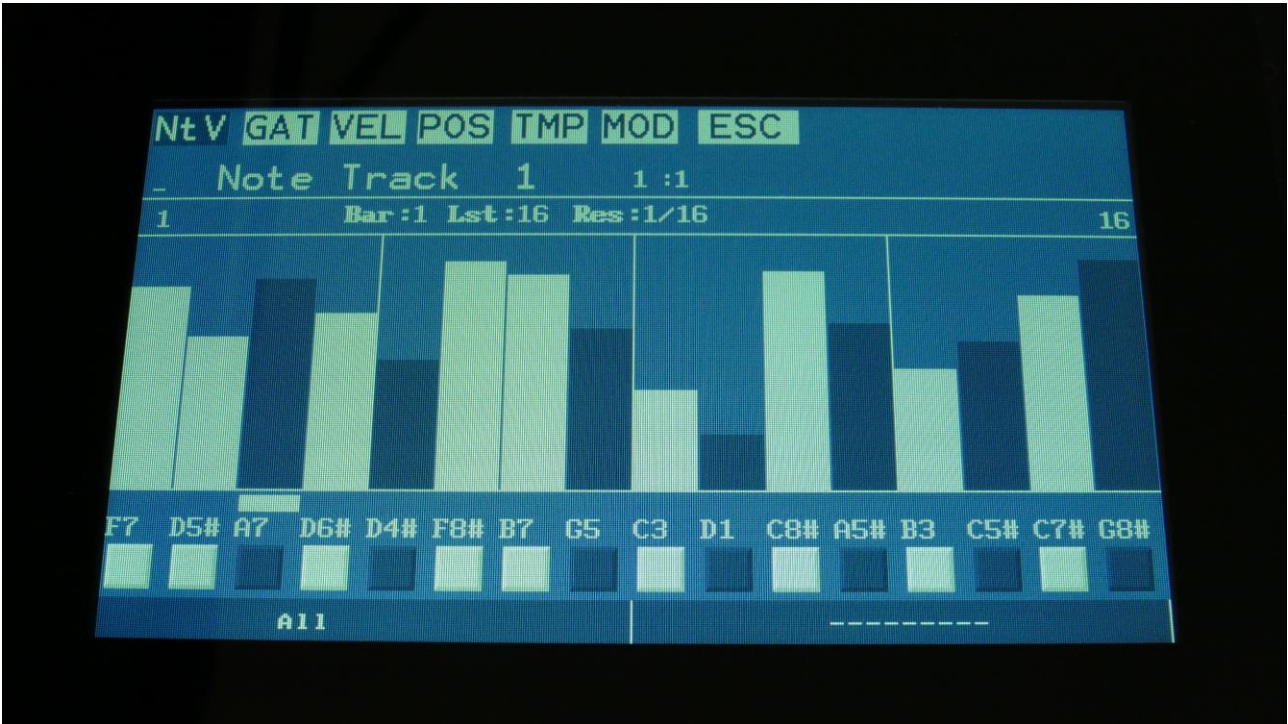 Nt V GAT VEL POS TMP MOD ESC
_ Note Track 1 1 :1
1 Bar:1 Lst:16 Res:1/16 16
F7 D5# A7 D6# D4# F8# B7 G5 C3 D1 C8# A5# B3 C5# C7# G8#
All ---------